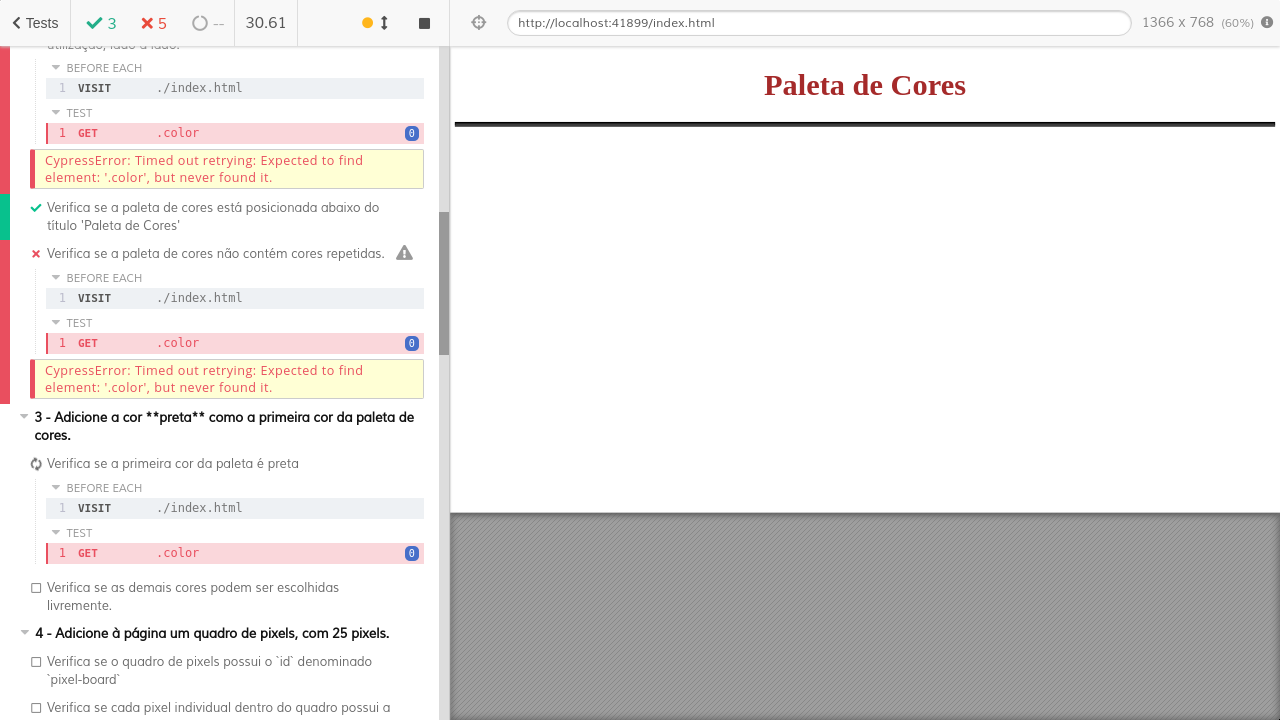 Tests
3
5
--
30.61
http://localhost:41899/index.html
1366 x 768 (60%)
utilização, lado a lado.
BEFORE EACH
1 VISIT ./index.html
TEST
1 GET .color 0
CypressError: Timed out retrying: Expected to find
element: '.color', but never found it.
Verifica se a paleta de cores está posicionada abaixo do
título 'Paleta de Cores'
Verifica se a paleta de cores não contém cores repetidas.
BEFORE EACH
1 VISIT ./index.html
TEST
1 GET .color 0
CypressError: Timed out retrying: Expected to find
element: '.color', but never found it.
3 - Adicione a cor **preta** como a primeira cor da paleta de
cores.
Verifica se a primeira cor da paleta é preta
BEFORE EACH
1 VISIT ./index.html
TEST
1 GET .color 0
Verifica se as demais cores podem ser escolhidas
livremente.
4 - Adicione à página um quadro de pixels, com 25 pixels.
Verifica se o quadro de pixels possui o `id` denominado
`pixel-board`
Verifica se cada pixel individual dentro do quadro possui a
Paleta de Cores